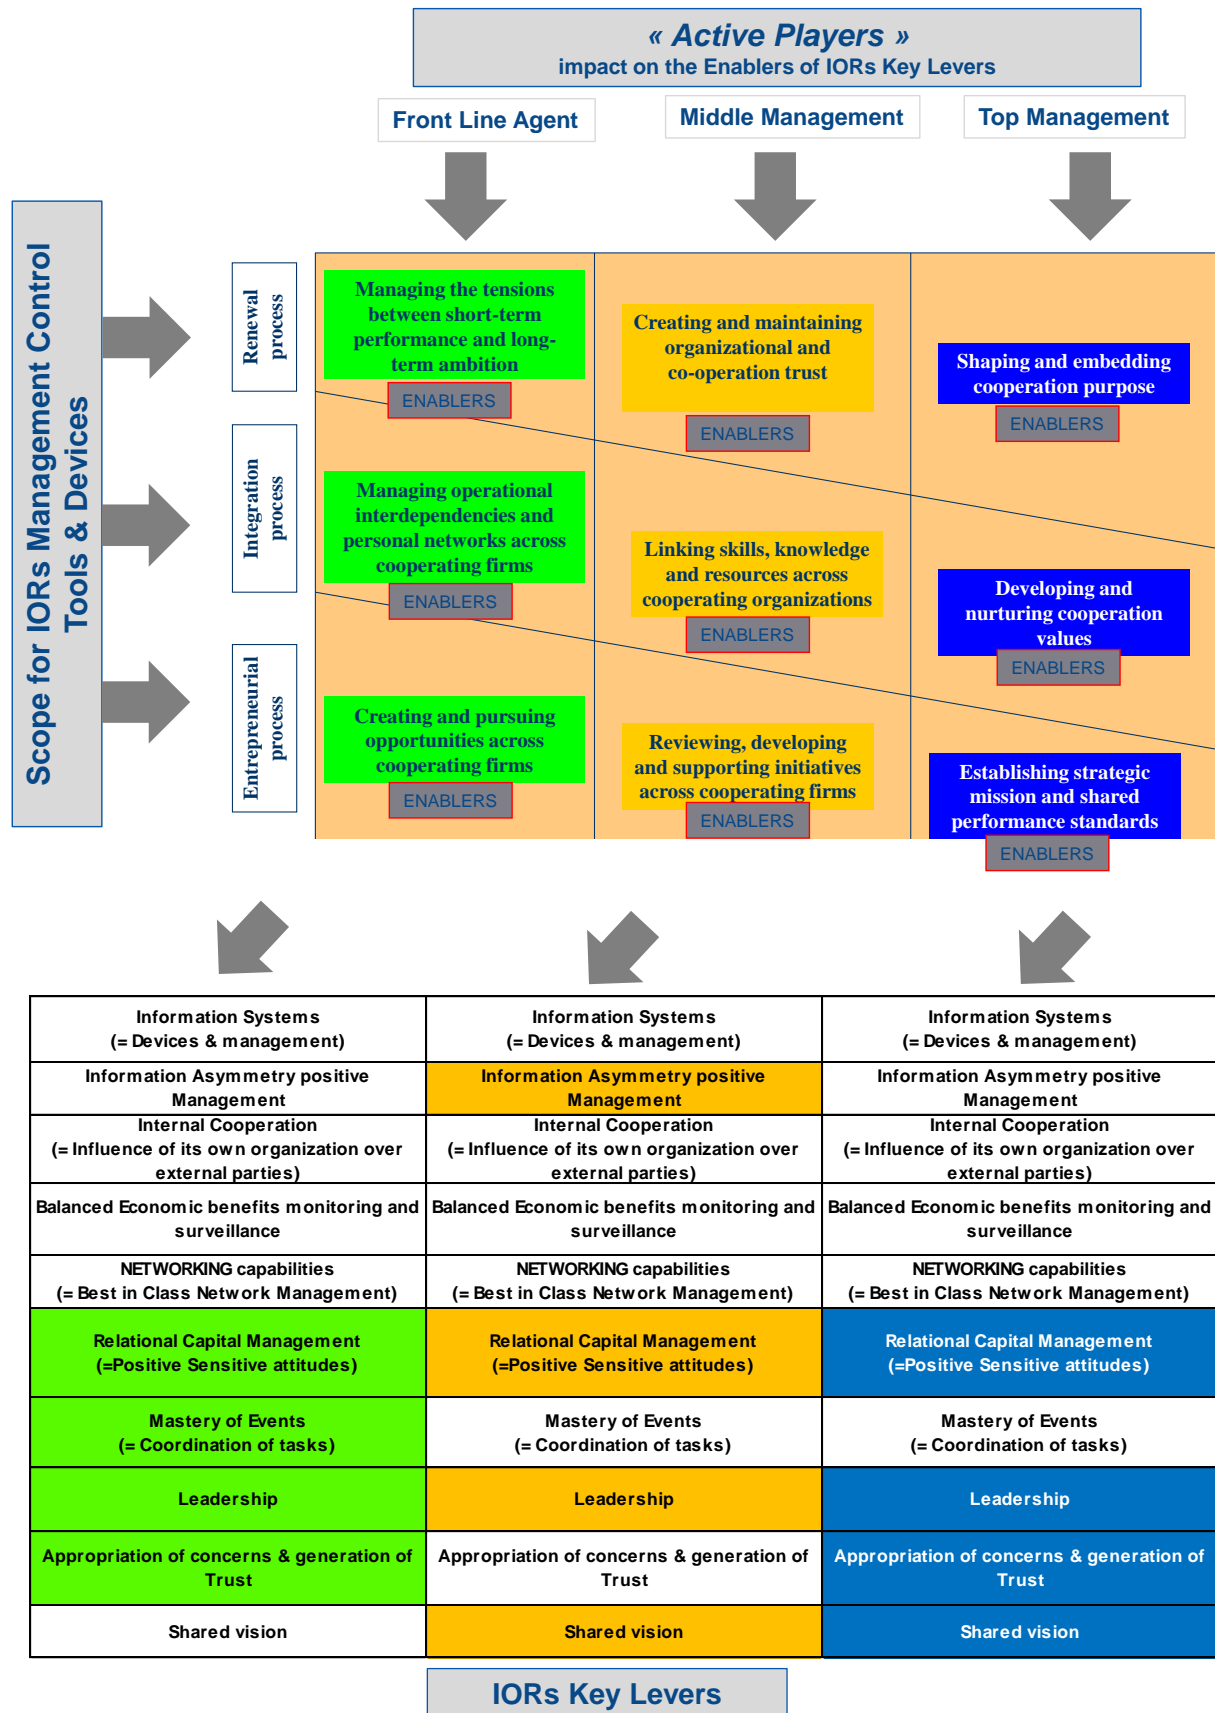 « Active Players »
impact on the Enablers of IORs Key Levers
Front Line Agent
Middle Management
Top Management
Scope for IORs Management Control
Tools & Devices
Renewal
process
Managing the tensions
between short-term
performance and long-
term ambition
ENABLERS
Creating and maintaining
organizational and
co-operation trust
ENABLERS
Shaping and embedding
cooperation purpose
ENABLERS
Integration
process
Managing operational
interdependencies and
personal networks across
cooperating firms
ENABLERS
Linking skills, knowledge
and resources across
cooperating organizations
ENABLERS
Developing and
nurturing cooperation
values
ENABLERS
Entrepreneurial
process
Creating and pursuing
opportunities across
cooperating firms
ENABLERS
Reviewing, developing
and supporting initiatives
across cooperating firms
ENABLERS
Establishing strategic
mission and shared
performance standards
ENABLERS
Information Systems
(= Devices & management)
Information Systems
(= Devices & management)
Information Systems
(= Devices & management)
Information Asymmetry positive
Management
Information Asymmetry positive
Management
Information Asymmetry positive
Management
Internal Cooperation
(= Influence of its own organization over
external parties)
Internal Cooperation
(= Influence of its own organization over
external parties)
Internal Cooperation
(= Influence of its own organization over
external parties)
Balanced Economic benefits monitoring and
surveillance
Balanced Economic benefits monitoring and
surveillance
Balanced Economic benefits monitoring and
surveillance
NETWORKING capabilities
(= Best in Class Network Management)
NETWORKING capabilities
(= Best in Class Network Management)
NETWORKING capabilities
(= Best in Class Network Management)
Relational Capital Management
(=Positive Sensitive attitudes)
Relational Capital Management
(=Positive Sensitive attitudes)
Relational Capital Management
(=Positive Sensitive attitudes)
Mastery of Events
(= Coordination of tasks)
Mastery of Events
(= Coordination of tasks)
Mastery of Events
(= Coordination of tasks)
Leadership
Leadership
Leadership
Appropriation of concerns & generation of
Trust
Appropriation of concerns & generation of
Trust
Appropriation of concerns & generation of
Trust
Shared vision
Shared vision
Shared vision
IORs Key Levers